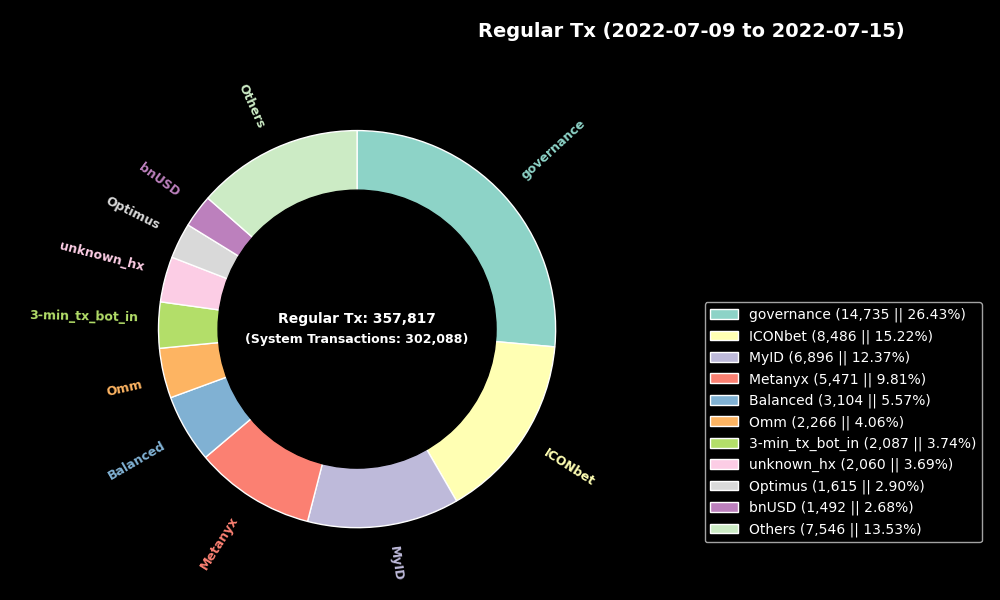 Regular Tx (2022-07-09 to 2022-07-15)
Others
governance
bnUSD
Optimus
unknown_hx
3-min_tx_bot_in
Omm
Balanced
Metanyx
MyID
ICONbet
Regular Tx: 357,817
(System Transactions: 302,088)
governance (14,735 || 26.43%)
ICONbet (8,486 || 15.22%)
MyID (6,896 || 12.37%)
Metanyx (5,471 || 9.81%)
Balanced (3,104 || 5.57%)
Omm (2,266 || 4.06%)
3-min_tx_bot_in (2,087 || 3.74%)
unknown_hx (2,060 || 3.69%)
Optimus (1,615 || 2.90%)
bnUSD (1,492 || 2.68%)
Others (7,546 || 13.53%)